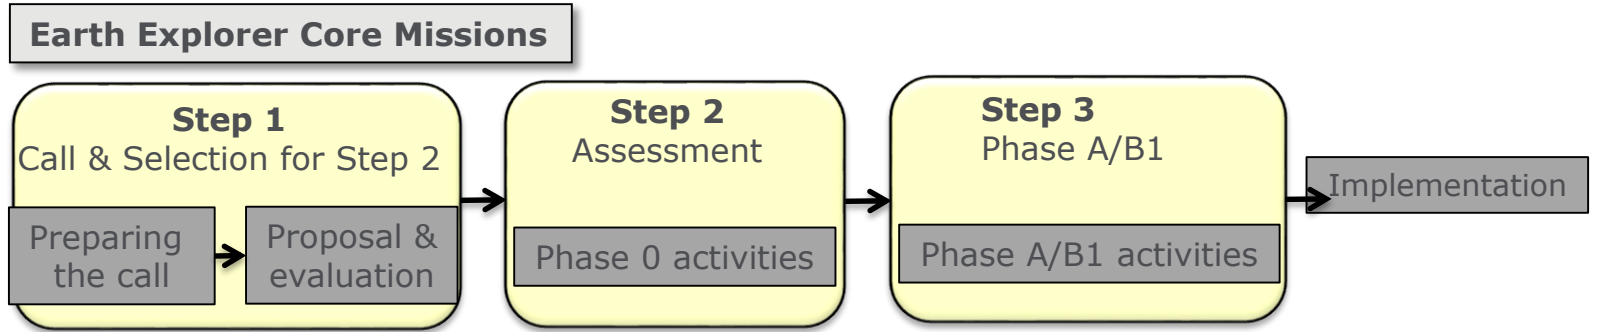 Earth Explorer Core Missions
Step 1
Call & Selection for Step 2
Preparing
the call
Proposal &
evaluation
Step 2
Assessment
Phase 0 activities
Step 3
Phase A/B1
Phase A/B1 activities
Implementation